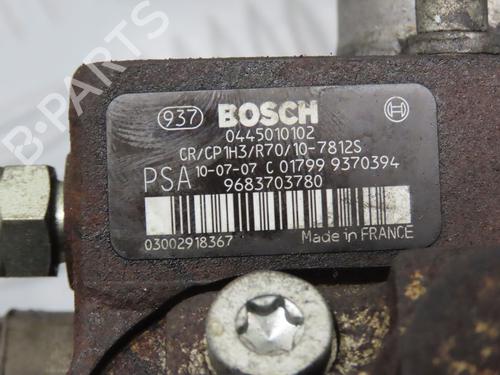 B-PARTS
937 BOSCH
0445010102
CR/CP1H3/R70/10-7812S
PSA 10-07-07 C 01799 9370394
9683703780
03002918367 Made in FRANCE